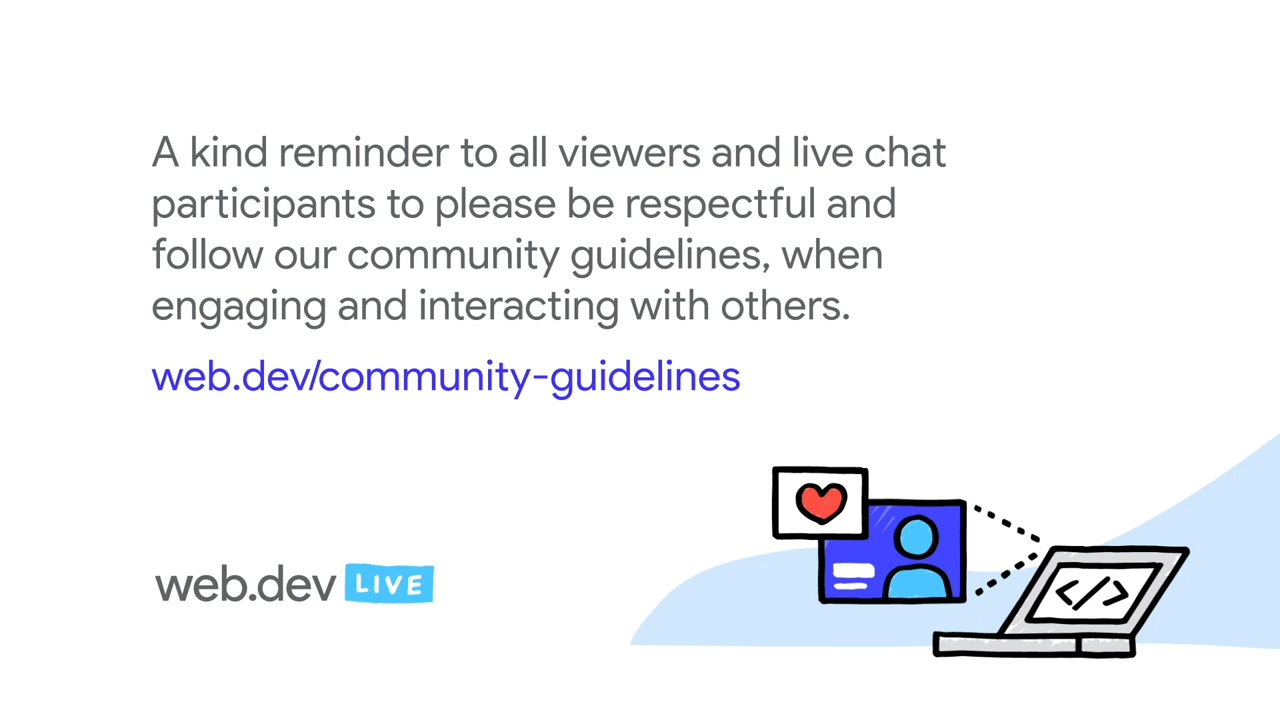 A kind reminder to all viewers and live chat
participants to please be respectful and
follow our community guidelines, when
engaging and interacting with others.
web.dev/community-guidelines
web.dev LIVE
</>